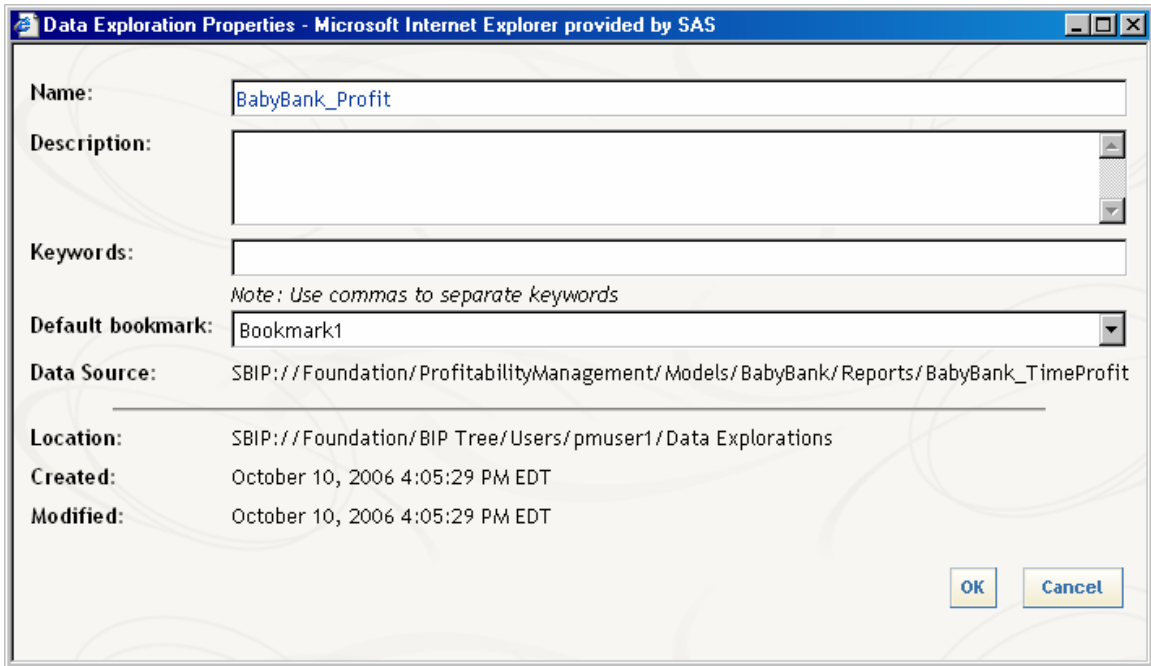 Data Exploration Properties - Microsoft Internet Explorer provided by SAS
Name: BabyBank_Profit
Description:
Keywords:
Note: Use commas to separate keywords
Default bookmark: Bookmark1
Data Source: SBIP://Foundation/ProfitabilityManagement/Models/BabyBank/Reports/BabyBank_TimeProfit
Location: SBIP://Foundation/BIP Tree/Users/pmuser1/Data Explorations
Created: October 10, 2006 4:05:29 PM EDT
Modified: October 10, 2006 4:05:29 PM EDT
OK Cancel